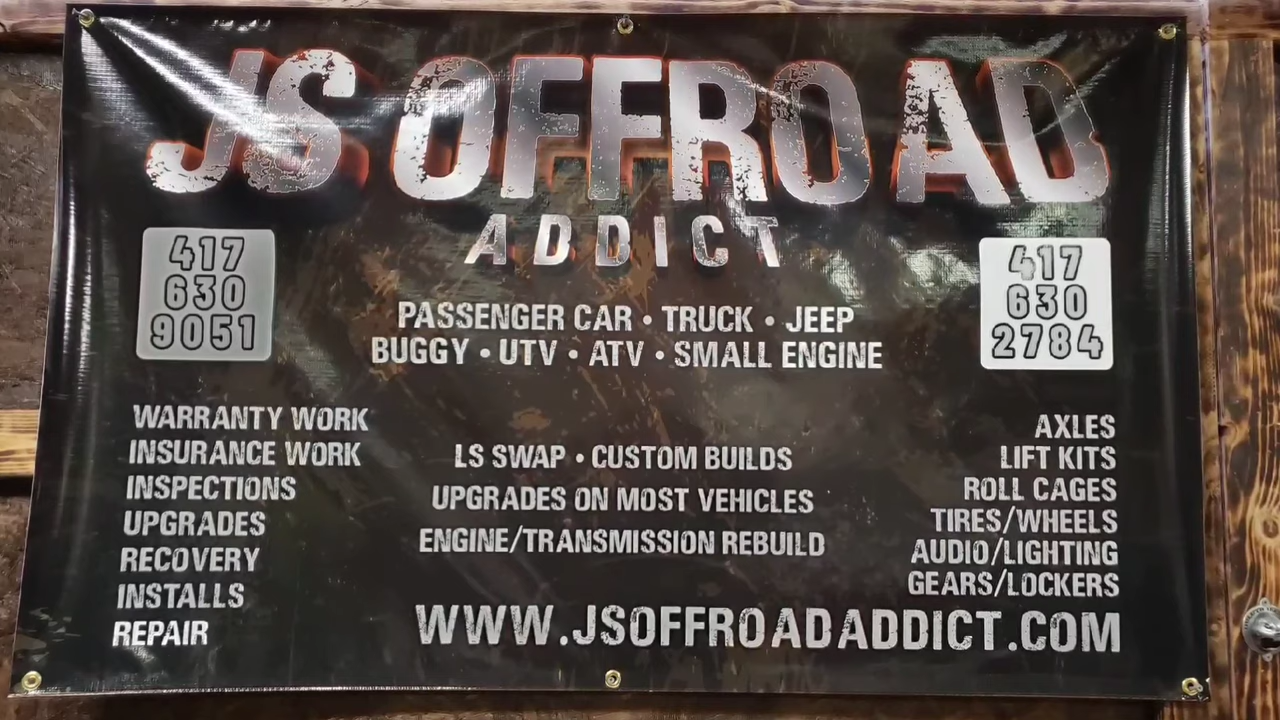 JS OFFROAD
ADDICT
417
630
9051
417
630
2784
PASSENGER CAR • TRUCK • JEEP
BUGGY • UTV • ATV • SMALL ENGINE
WARRANTY WORK
INSURANCE WORK
INSPECTIONS
UPGRADES
RECOVERY
INSTALLS
REPAIR
LS SWAP • CUSTOM BUILDS
UPGRADES ON MOST VEHICLES
ENGINE/TRANSMISSION REBUILD
AXLES
LIFT KITS
ROLL CAGES
TIRES/WHEELS
AUDIO/LIGHTING
GEARS/LOCKERS
WWW.JSOFFROADADDICT.COM